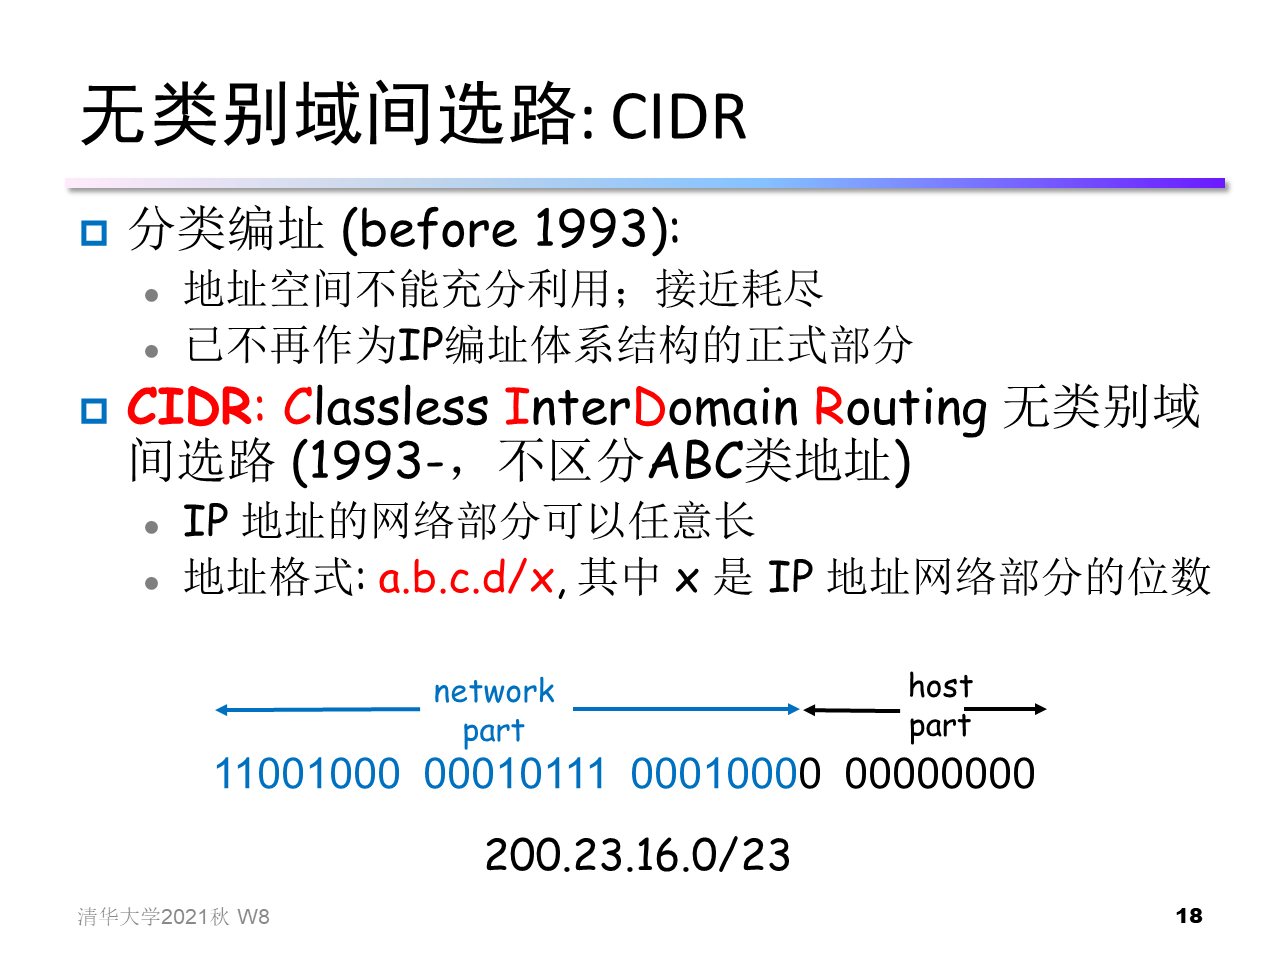 无类别域间选路: CIDR
分类编址 (before 1993):
地址空间不能充分利用；接近耗尽
已不再作为IP编址体系结构的正式部分
CIDR: Classless InterDomain Routing 无类别域
间选路 (1993-，不区分ABC类地址)
IP 地址的网络部分可以任意长
地址格式: a.b.c.d/x, 其中 x 是 IP 地址网络部分的位数
network
part
host
part
11001000 00010111 00010000 00000000
200.23.16.0/23
清华大学2021秋 W8
18